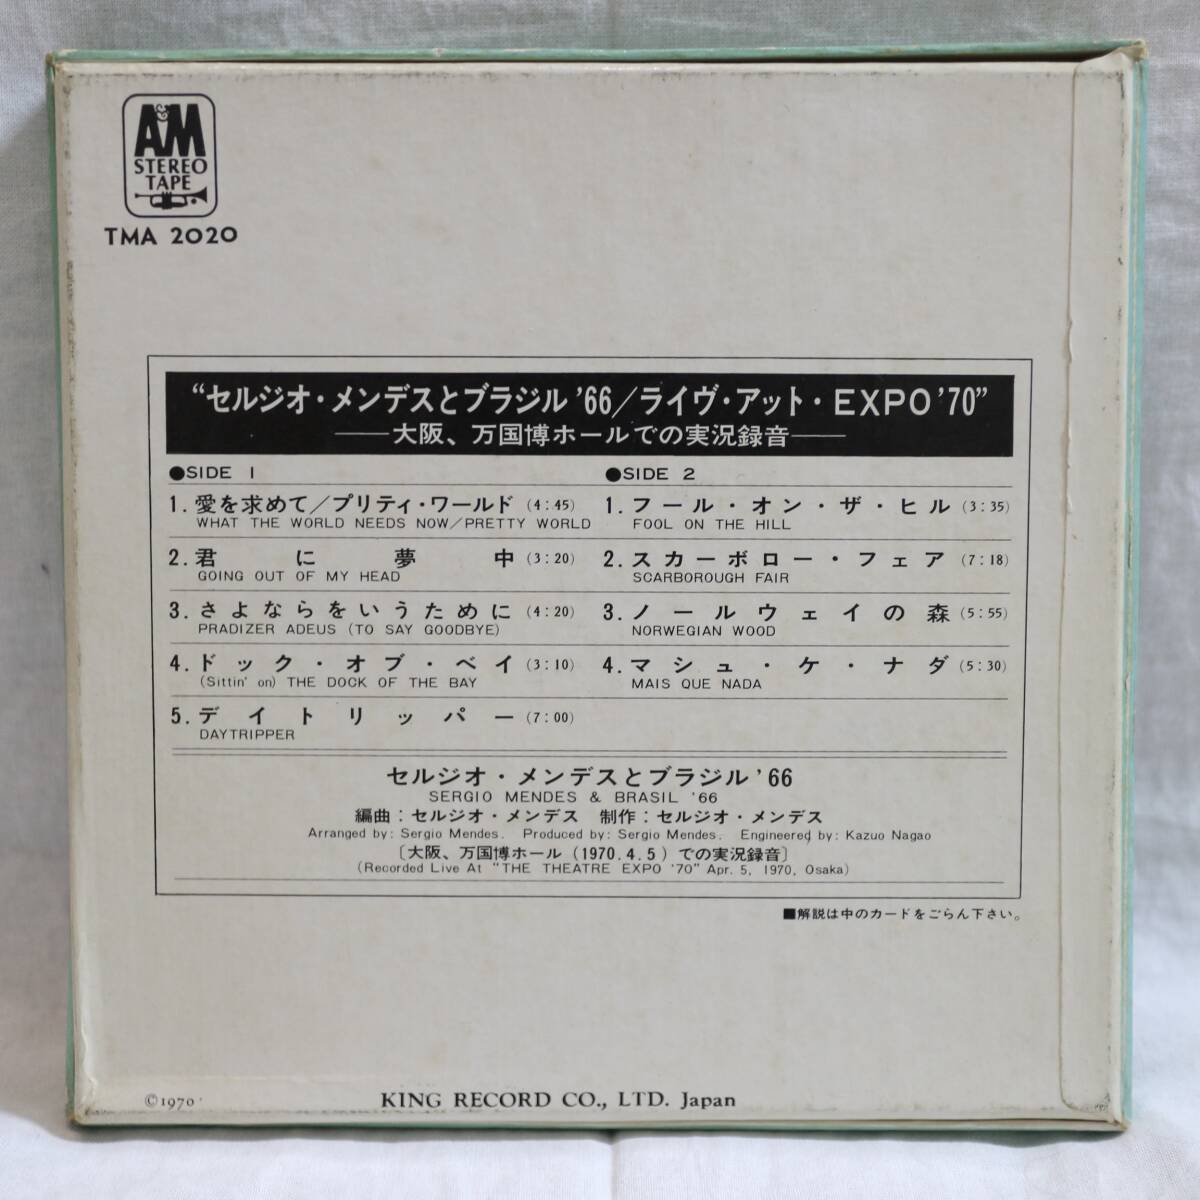 A&M
STEREO
TAPE
TMA 2020
“セルジオ・メンデスとブラジル '66／ライヴ・アット・EXPO '70”
──大阪、万国博ホールでの実況録音──
●SIDE 1
1. 愛を求めて／プリティ・ワールド (4:45)
WHAT THE WORLD NEEDS NOW／PRETTY WORLD
2. 君に夢中 (3:20)
GOING OUT OF MY HEAD
3. さよならをいうために (4:20)
PRADIZER ADEUS (TO SAY GOODBYE)
4. ドック・オブ・ベイ (3:10)
(Sittin' on) THE DOCK OF THE BAY
5. デイトリッパー (7:00)
DAYTRIPPER
●SIDE 2
1. フール・オン・ザ・ヒル (3:35)
FOOL ON THE HILL
2. スカーボロー・フェア (7:18)
SCARBOROUGH FAIR
3. ノールウェイの森 (5:55)
NORWEGIAN WOOD
4. マシュ・ケ・ナダ (5:30)
MAIS QUE NADA
セルジオ・メンデスとブラジル '66
SERGIO MENDES & BRASIL '66
編曲：セルジオ・メンデス 制作：セルジオ・メンデス
Arranged by: Sergio Mendes. Produced by: Sergio Mendes. Engineered by: Kazuo Nagao
〔大阪、万国博ホール (1970.4.5) での実況録音〕
(Recorded Live At “THE THEATRE EXPO '70” Apr. 5, 1970, Osaka)
■解説は中のカードをごらん下さい。
©1970
KING RECORD CO., LTD. Japan